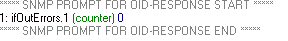 ***** SNMP PROMPT FOR OID-RESPONSE START *****
1: ifOutErrors.1 (counter) 0
***** SNMP PROMPT FOR OID-RESPONSE END *****